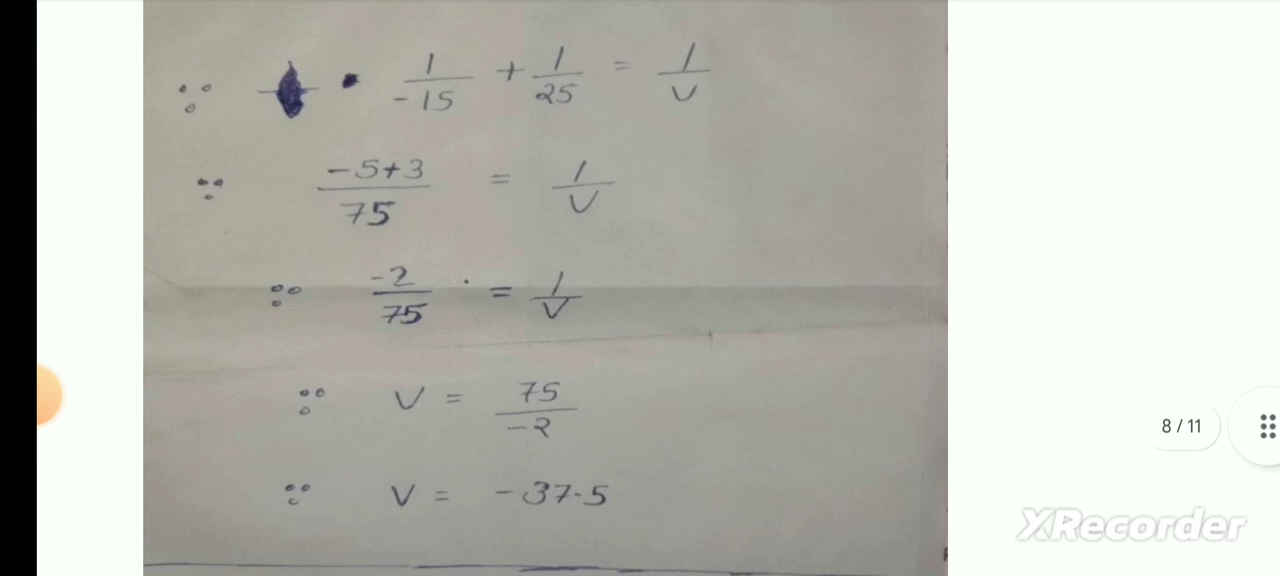 ∵ 1/-15 + 1/25 = 1/V
∵ -5+3/75 = 1/V
∵ -2/75 = 1/V
∵ V = 75/-2
∵ V = -37.5
8 / 11
XRecorder